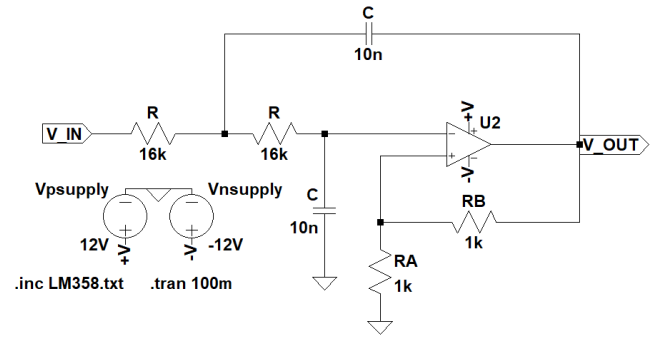 C
10n
V_IN
R
16k
R
16k
+V
U2
-V
V_OUT
C
10n
RB
1k
RA
1k
Vpsupply
Vnsupply
12V
+V
-V
-12V
.inc LM358.txt
.tran 100m